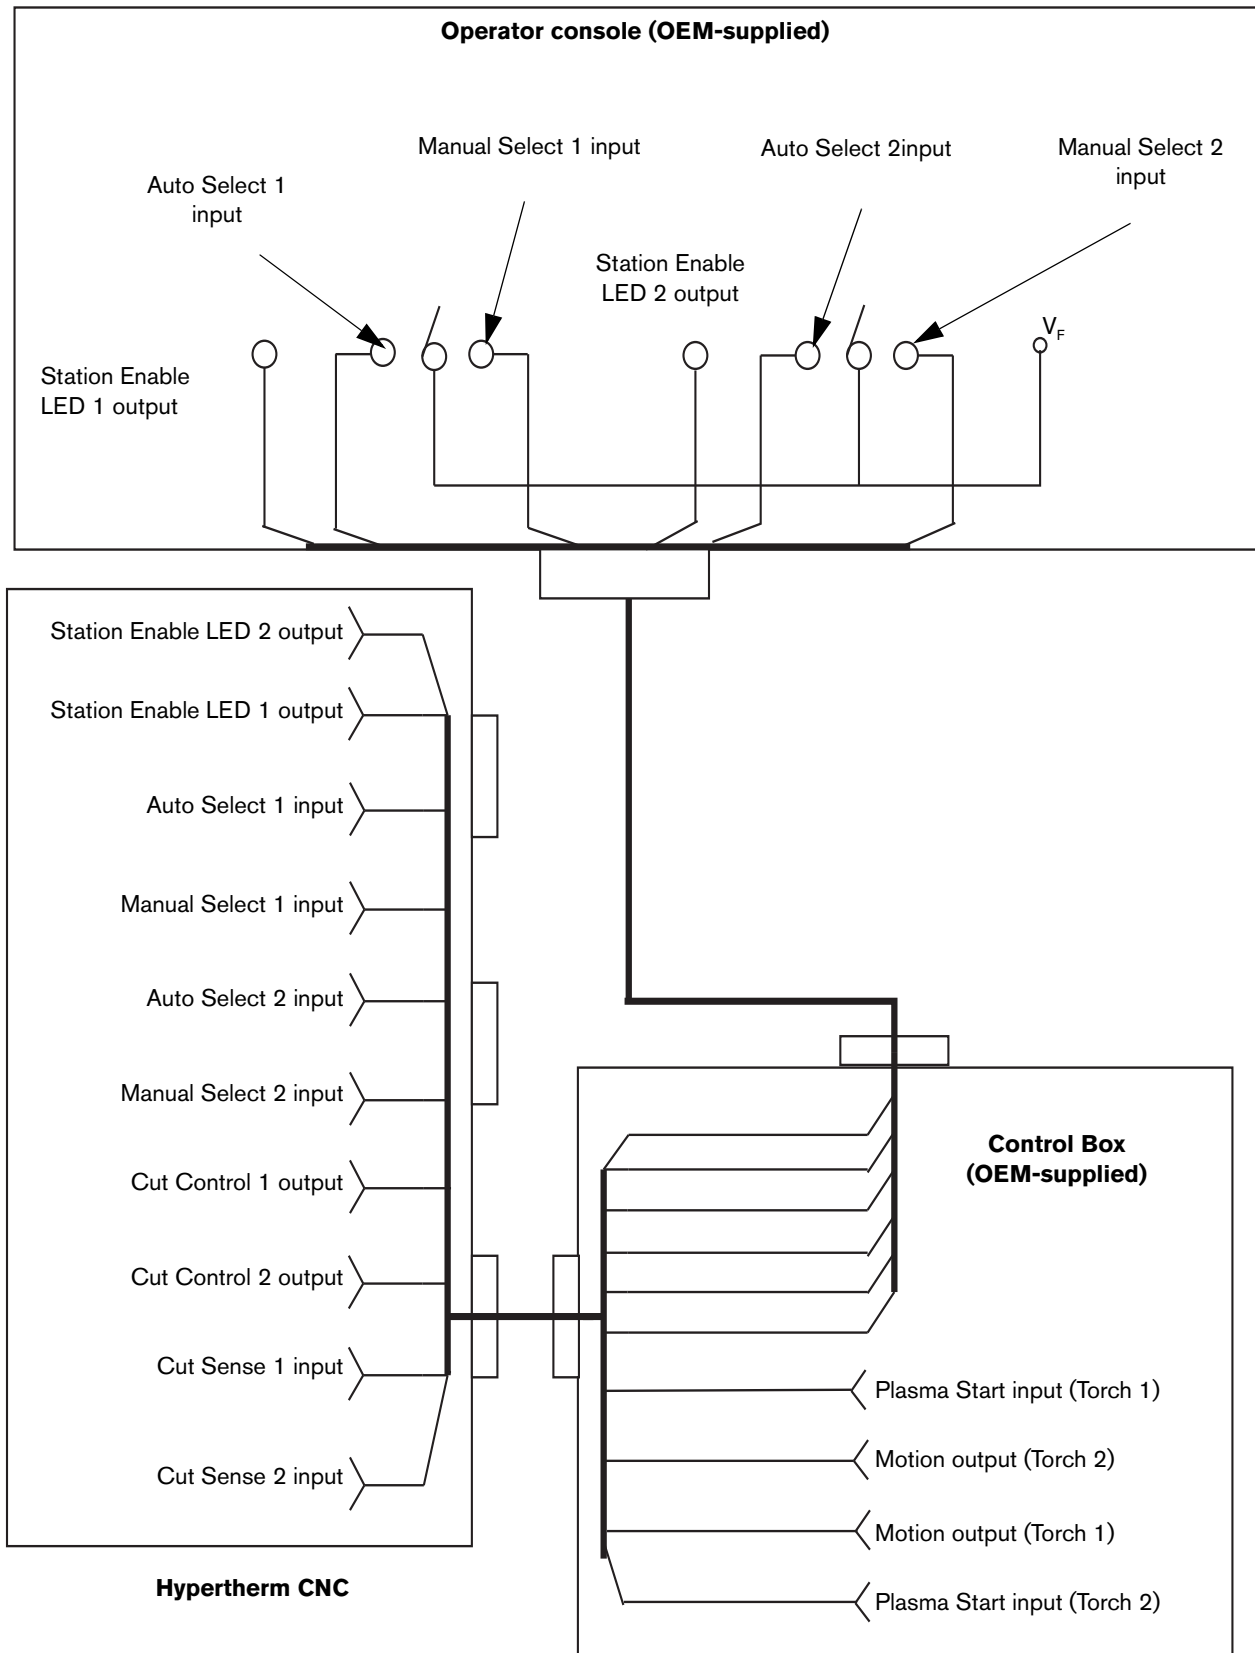 Operator console (OEM-supplied)
Manual Select 1 input
Auto Select 2input
Manual Select 2
input
Auto Select 1
input
Station Enable
LED 2 output
VF
Station Enable
LED 1 output
Station Enable LED 2 output
Station Enable LED 1 output
Auto Select 1 input
Manual Select 1 input
Auto Select 2 input
Manual Select 2 input
Cut Control 1 output
Cut Control 2 output
Cut Sense 1 input
Cut Sense 2 input
Hypertherm CNC
Control Box
(OEM-supplied)
Plasma Start input (Torch 1)
Motion output (Torch 2)
Motion output (Torch 1)
Plasma Start input (Torch 2)